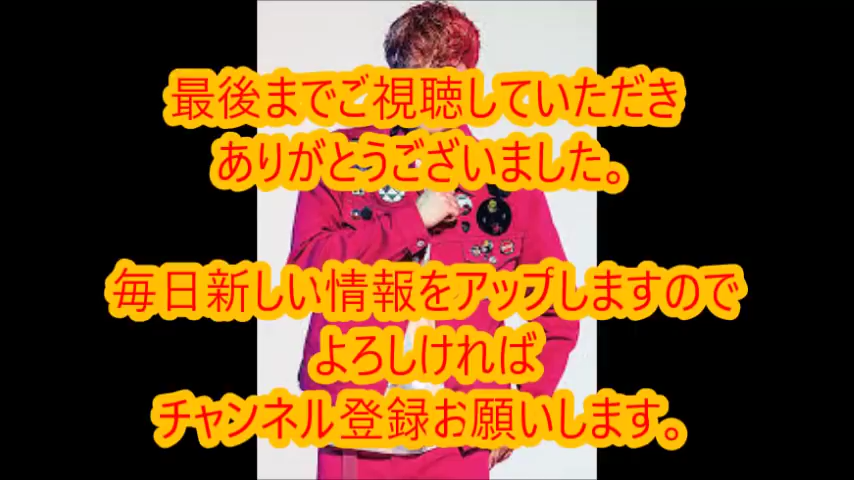 最後までご視聴していただき
ありがとうございました。
毎日新しい情報をアップしますので
よろしければ
チャンネル登録お願いします。